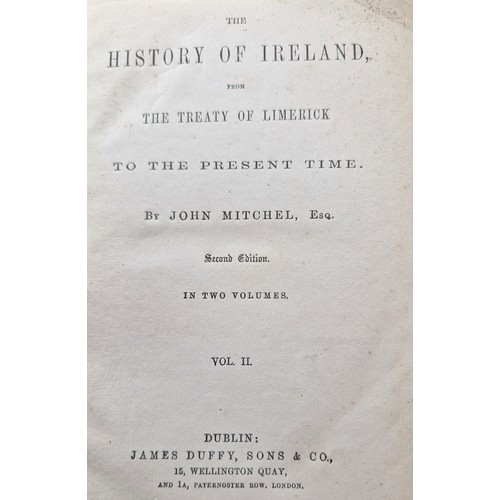 THE
HISTORY OF IRELAND,
FROM
THE TREATY OF LIMERICK
TO THE PRESENT TIME.
BY JOHN MITCHEL, ESQ.
Second Edition.
IN TWO VOLUMES.
VOL. II.
DUBLIN:
JAMES DUFFY, SONS & CO.,
15, WELLINGTON QUAY,
AND 1A, PATERNOSTER ROW. LONDON.